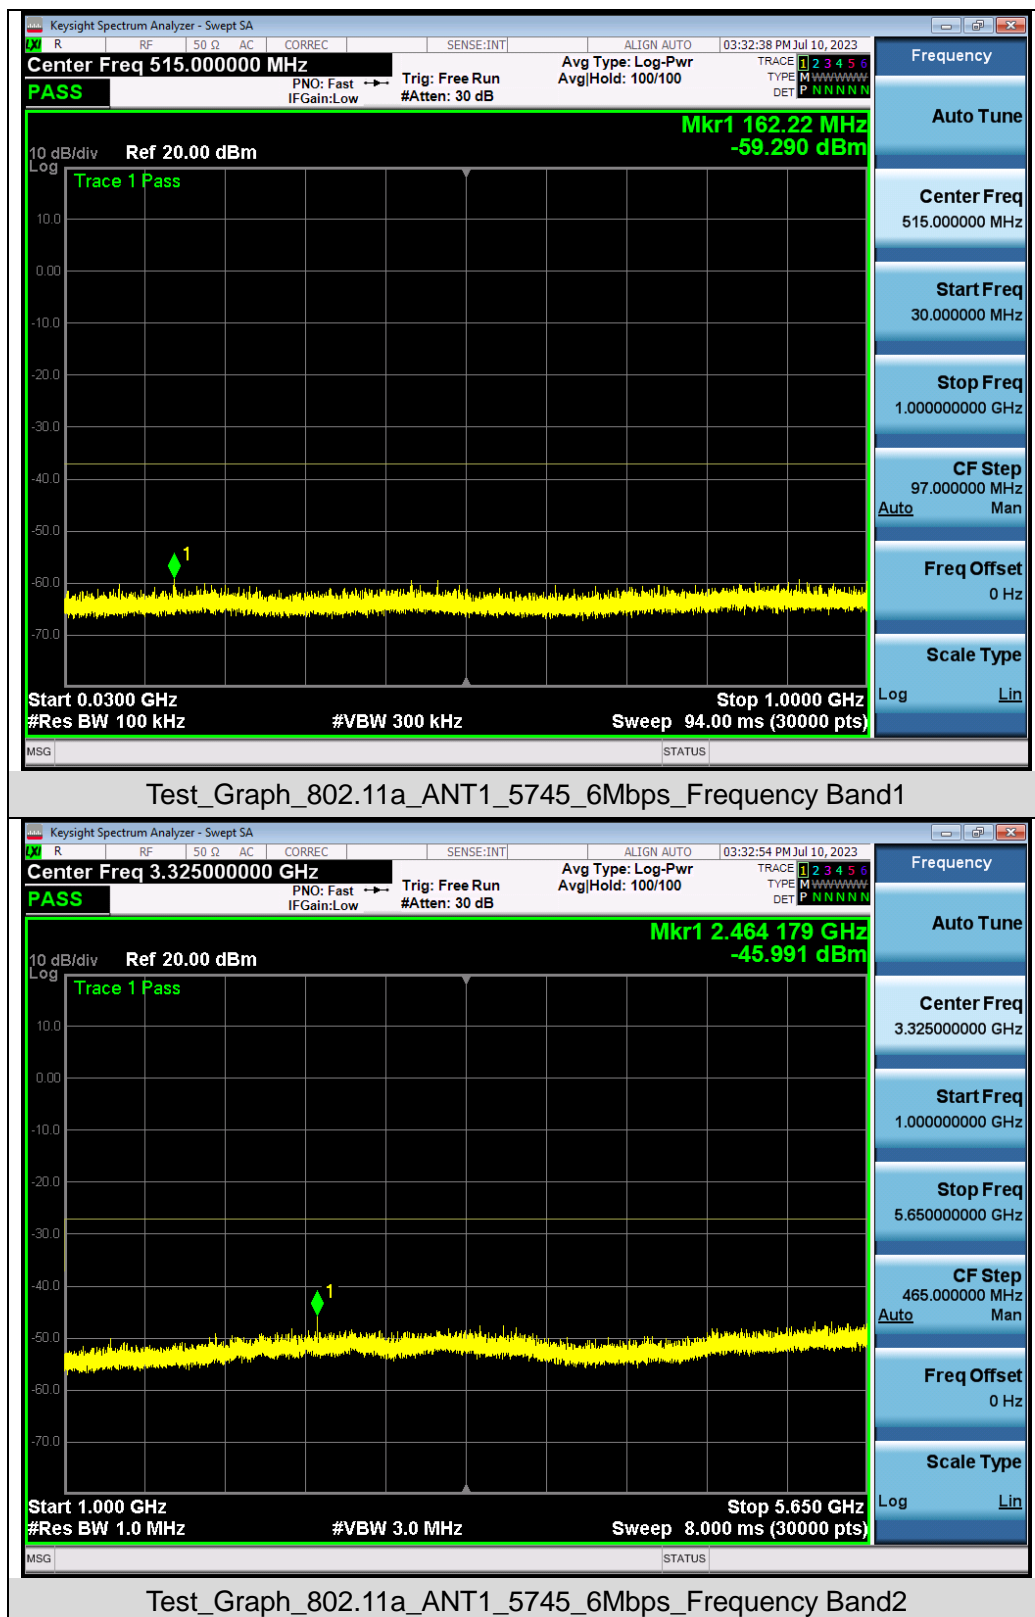 Keysight Spectrum Analyzer - Swept SA
LXI R RF 50 Ω AC CORREC SENSE:INT ALIGN AUTO 03:32:38 PM Jul 10, 2023
Center Freq 515.000000 MHz
PASS
PNO: Fast
IFGain:Low
Trig: Free Run
#Atten: 30 dB
Avg Type: Log-Pwr
Avg|Hold: 100/100
TRACE 1 2 3 4 5 6
TYPE M WWWWW
DET P N N N N N
Mkr1 162.22 MHz
-59.290 dBm
10 dB/div Ref 20.00 dBm
Log
Trace 1 Pass
10.0
0.00
-10.0
-20.0
-30.0
-40.0
-50.0
1
-60.0
-70.0
Start 0.0300 GHz Stop 1.0000 GHz
#Res BW 100 kHz #VBW 300 kHz Sweep 94.00 ms (30000 pts)
MSG STATUS
Frequency
Auto Tune
Center Freq
515.000000 MHz
Start Freq
30.000000 MHz
Stop Freq
1.000000000 GHz
CF Step
97.000000 MHz
Auto Man
Freq Offset
0 Hz
Scale Type
Log Lin
Test_Graph_802.11a_ANT1_5745_6Mbps_Frequency Band1
Keysight Spectrum Analyzer - Swept SA
LXI R RF 50 Ω AC CORREC SENSE:INT ALIGN AUTO 03:32:54 PM Jul 10, 2023
Center Freq 3.325000000 GHz
PASS
PNO: Fast
IFGain:Low
Trig: Free Run
#Atten: 30 dB
Avg Type: Log-Pwr
Avg|Hold: 100/100
TRACE 1 2 3 4 5 6
TYPE M WWWWW
DET P N N N N N
Mkr1 2.464 179 GHz
-45.991 dBm
10 dB/div Ref 20.00 dBm
Log
Trace 1 Pass
10.0
0.00
-10.0
-20.0
-30.0
-40.0
1
-50.0
-60.0
-70.0
Start 1.000 GHz Stop 5.650 GHz
#Res BW 1.0 MHz #VBW 3.0 MHz Sweep 8.000 ms (30000 pts)
MSG STATUS
Frequency
Auto Tune
Center Freq
3.325000000 GHz
Start Freq
1.000000000 GHz
Stop Freq
5.650000000 GHz
CF Step
465.000000 MHz
Auto Man
Freq Offset
0 Hz
Scale Type
Log Lin
Test_Graph_802.11a_ANT1_5745_6Mbps_Frequency Band2